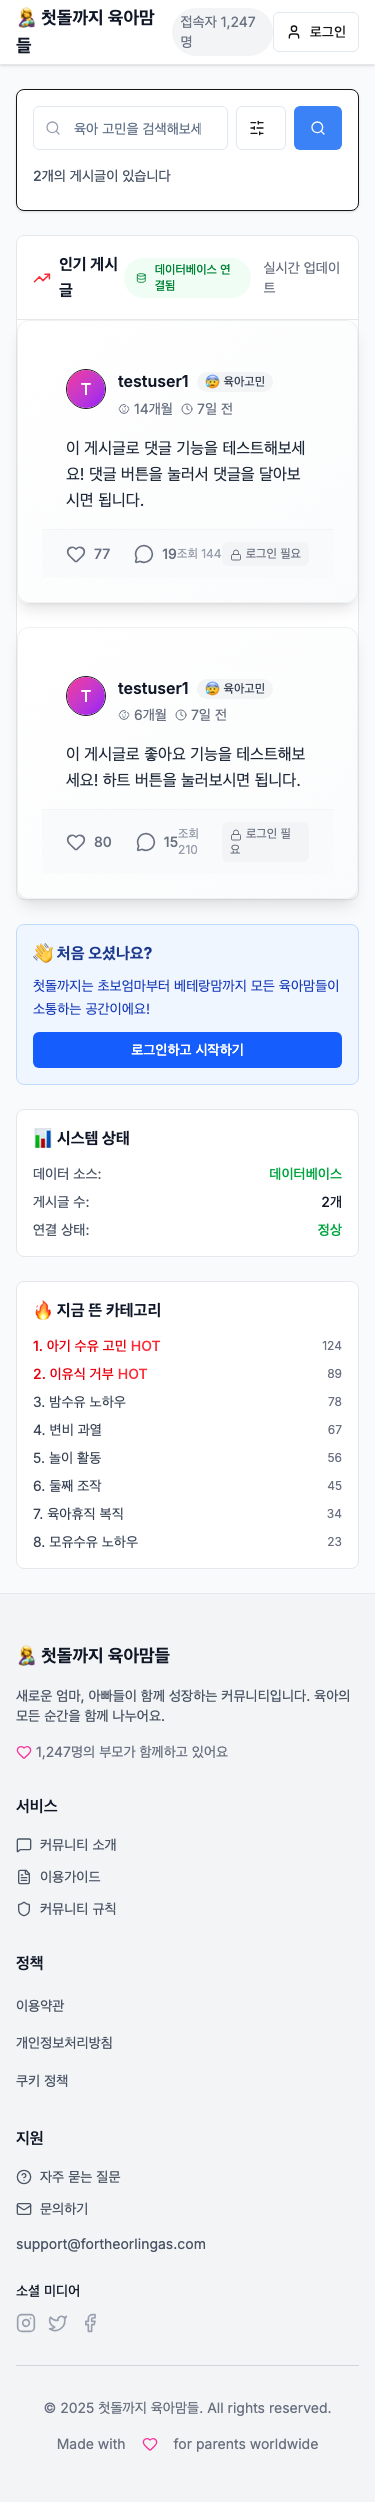 🤱 첫돌까지 육아맘
들
접속자 1,247
명
로그인
육아 고민을 검색해보세
2개의 게시글이 있습니다
인기 게시
글
데이터베이스 연
결됨
실시간 업데이
트
T
testuser1 😰 육아고민
14개월 7일 전
이 게시글로 댓글 기능을 테스트해보세
요! 댓글 버튼을 눌러서 댓글을 달아보
시면 됩니다.
77 19 조회 144 로그인 필요
T
testuser1 😰 육아고민
6개월 7일 전
이 게시글로 좋아요 기능을 테스트해보
세요! 하트 버튼을 눌러보시면 됩니다.
80 15 조회
210
로그인 필
요
👋 처음 오셨나요?
첫돌까지는 초보엄마부터 베테랑맘까지 모든 육아맘들이
소통하는 공간이에요!
로그인하고 시작하기
📊 시스템 상태
데이터 소스: 데이터베이스
게시글 수: 2개
연결 상태: 정상
🔥 지금 뜬 카테고리
1. 아기 수유 고민 HOT 124
2. 이유식 거부 HOT 89
3. 밤수유 노하우 78
4. 변비 과열 67
5. 놀이 활동 56
6. 둘째 조작 45
7. 육아휴직 복직 34
8. 모유수유 노하우 23
🤱 첫돌까지 육아맘들
새로운 엄마, 아빠들이 함께 성장하는 커뮤니티입니다. 육아의
모든 순간을 함께 나누어요.
1,247명의 부모가 함께하고 있어요
서비스
커뮤니티 소개
이용가이드
커뮤니티 규칙
정책
이용약관
개인정보처리방침
쿠키 정책
지원
자주 묻는 질문
문의하기
support@fortheorlingas.com
소셜 미디어
© 2025 첫돌까지 육아맘들. All rights reserved.
Made with for parents worldwide